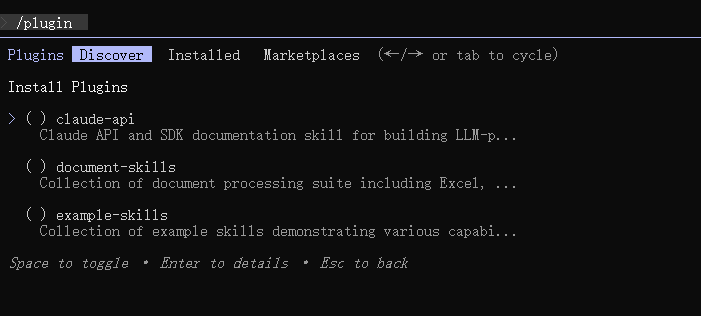 > /plugin
Plugins Discover Installed Marketplaces (←/→ or tab to cycle)
Install Plugins
> ( ) claude-api
Claude API and SDK documentation skill for building LLM-p...
( ) document-skills
Collection of document processing suite including Excel, ...
( ) example-skills
Collection of example skills demonstrating various capabi...
Space to toggle • Enter to details • Esc to back